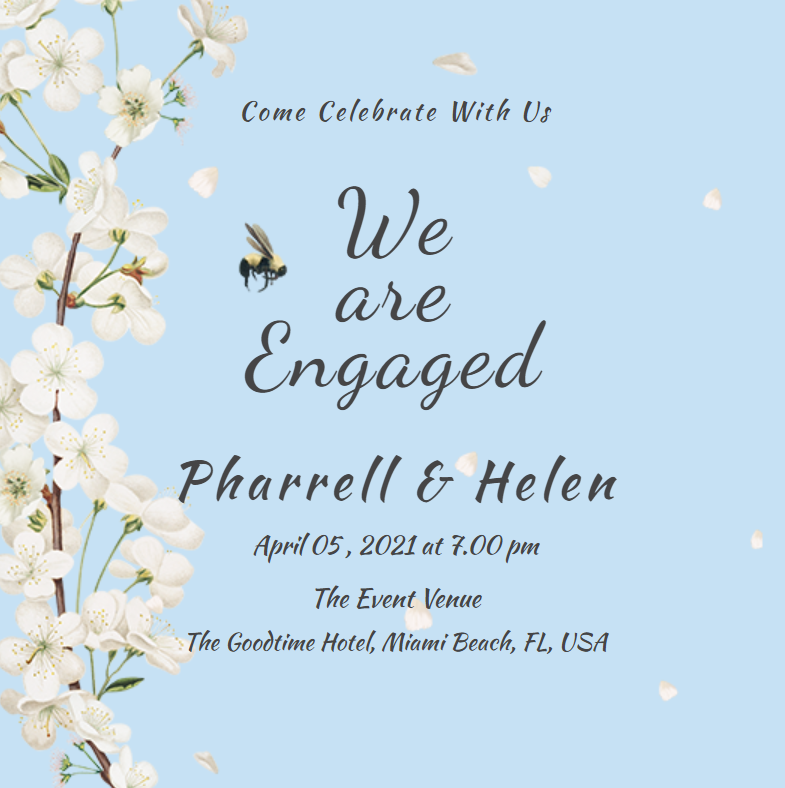 Come Celebrate With Us
We
are
Engaged
Pharrell & Helen
April 05 , 2021 at 7.00 pm
The Event Venue
The Goodtime Hotel, Miami Beach, FL, USA